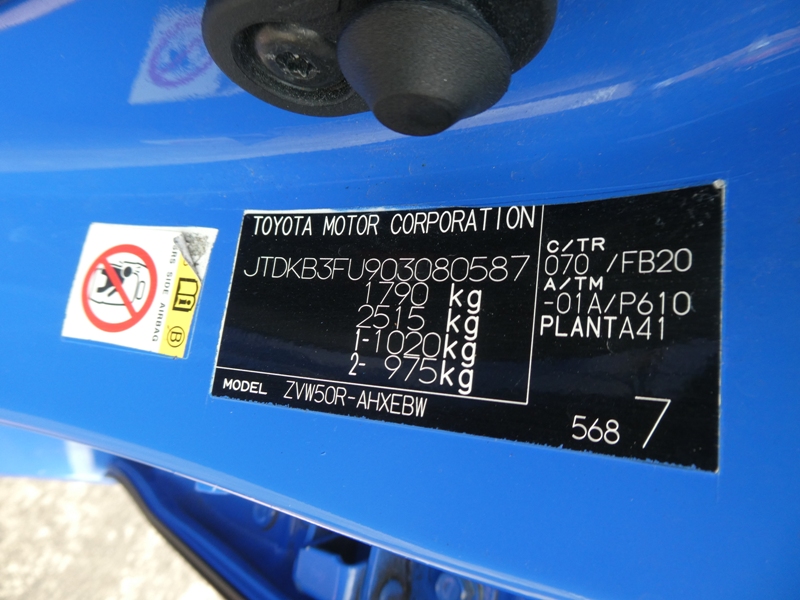 TOYOTA MOTOR CORPORATION
JTDKB3FU903080587
1790 kg
2515 kg
1-1020kg
2- 975kg
MODEL ZVW50R-AHXEBW
C/TR
070 /FB20
A/TM
-01A/P610
PLANTA41
568 7
SRS SIDE AIRBAG
B